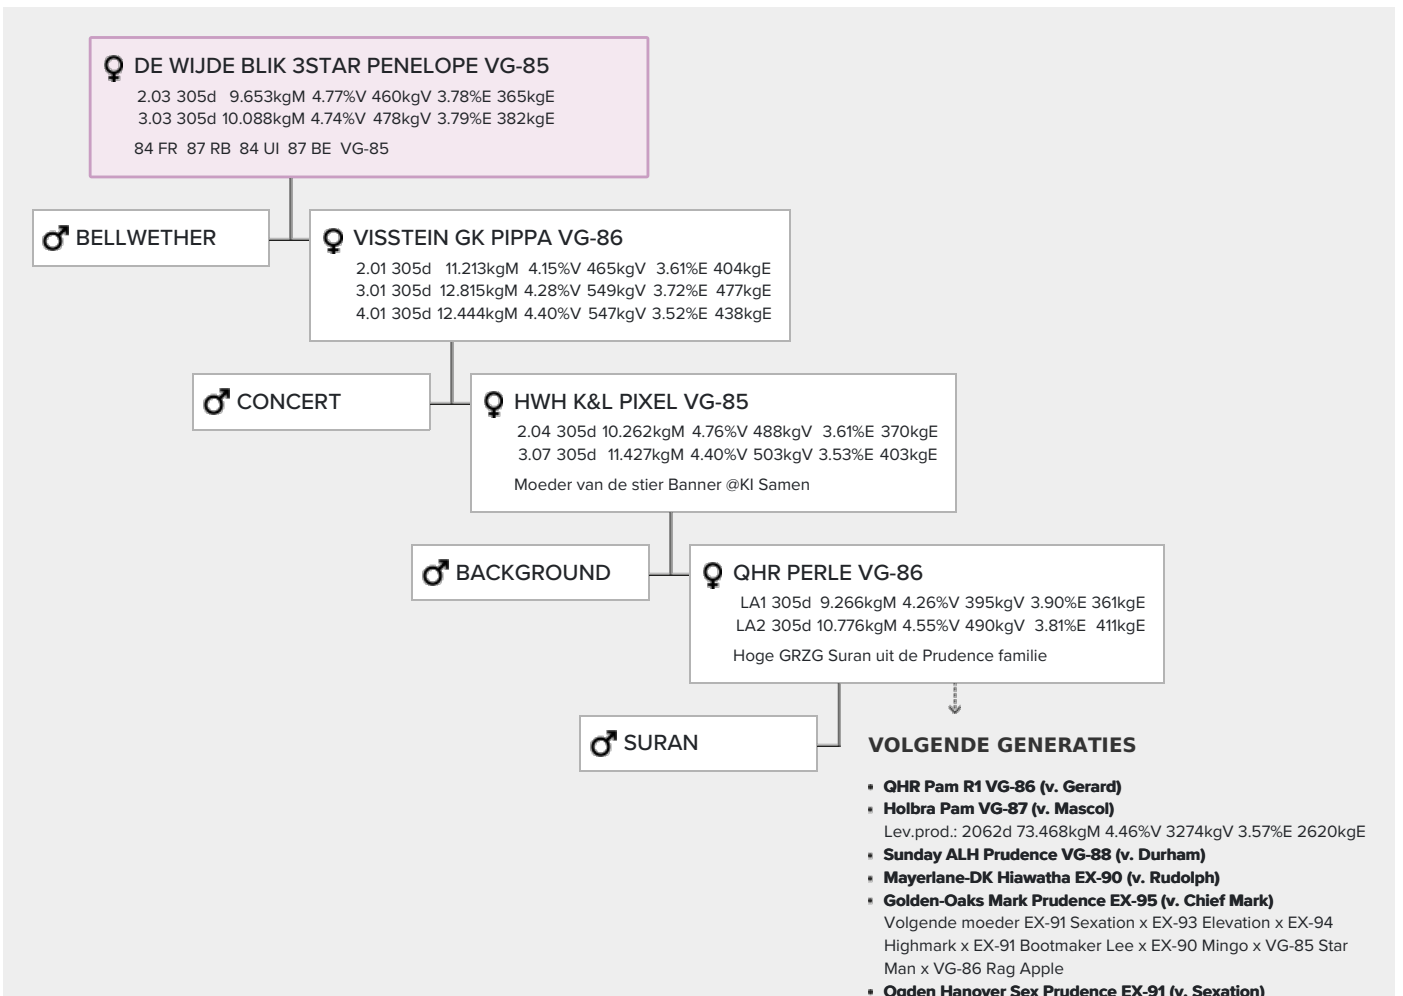 DE WIJDE BLIK 3STAR PENELOPE VG-85
2.03 305d 9.653kgM 4.77%V 460kgV 3.78%E 365kgE
3.03 305d 10.088kgM 4.74%V 478kgV 3.79%E 382kgE
84 FR 87 RB 84 UI 87 BE VG-85
BELLWETHER
VISSTEIN GK PIPPA VG-86
2.01 305d 11.213kgM 4.15%V 465kgV 3.61%E 404kgE
3.01 305d 12.815kgM 4.28%V 549kgV 3.72%E 477kgE
4.01 305d 12.444kgM 4.40%V 547kgV 3.52%E 438kgE
CONCERT
HWH K&L PIXEL VG-85
2.04 305d 10.262kgM 4.76%V 488kgV 3.61%E 370kgE
3.07 305d 11.427kgM 4.40%V 503kgV 3.53%E 403kgE
Moeder van de stier Banner @KI Samen
BACKGROUND
QHR PERLE VG-86
LA1 305d 9.266kgM 4.26%V 395kgV 3.90%E 361kgE
LA2 305d 10.776kgM 4.55%V 490kgV 3.81%E 411kgE
Hoge GRZG Suran uit de Prudence familie
SURAN
VOLGENDE GENERATIES
• QHR Pam R1 VG-86 (v. Gerard)
• Holbra Pam VG-87 (v. Mascol)
Lev.prod.: 2062d 73.468kgM 4.46%V 3274kgV 3.57%E 2620kgE
• Sunday ALH Prudence VG-88 (v. Durham)
• Mayerlane-DK Hiawatha EX-90 (v. Rudolph)
• Golden-Oaks Mark Prudence EX-95 (v. Chief Mark)
Volgende moeder EX-91 Sexation x EX-93 Elevation x EX-94
Highmark x EX-91 Bootmaker Lee x EX-90 Mingo x VG-85 Star
Man x VG-86 Rag Apple
• Ogden Hanover Sex Prudence EX-91 (v. Sexation)